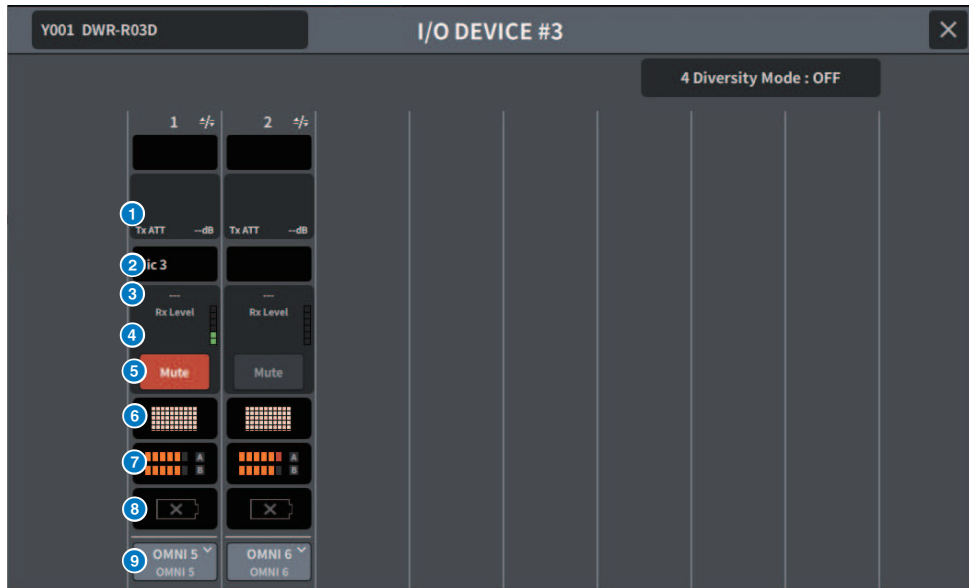 Y001 DWR-R03D
I/O DEVICE #3
4 Diversity Mode : OFF
1 +/- 2 +/-
1
Tx ATT --dB Tx ATT --dB
2 ic 3
3 --- ---
Rx Level Rx Level
4
5 Mute Mute
6
7 A A
B B
8
9 OMNI 5 OMNI 6
OMNI 5 OMNI 6